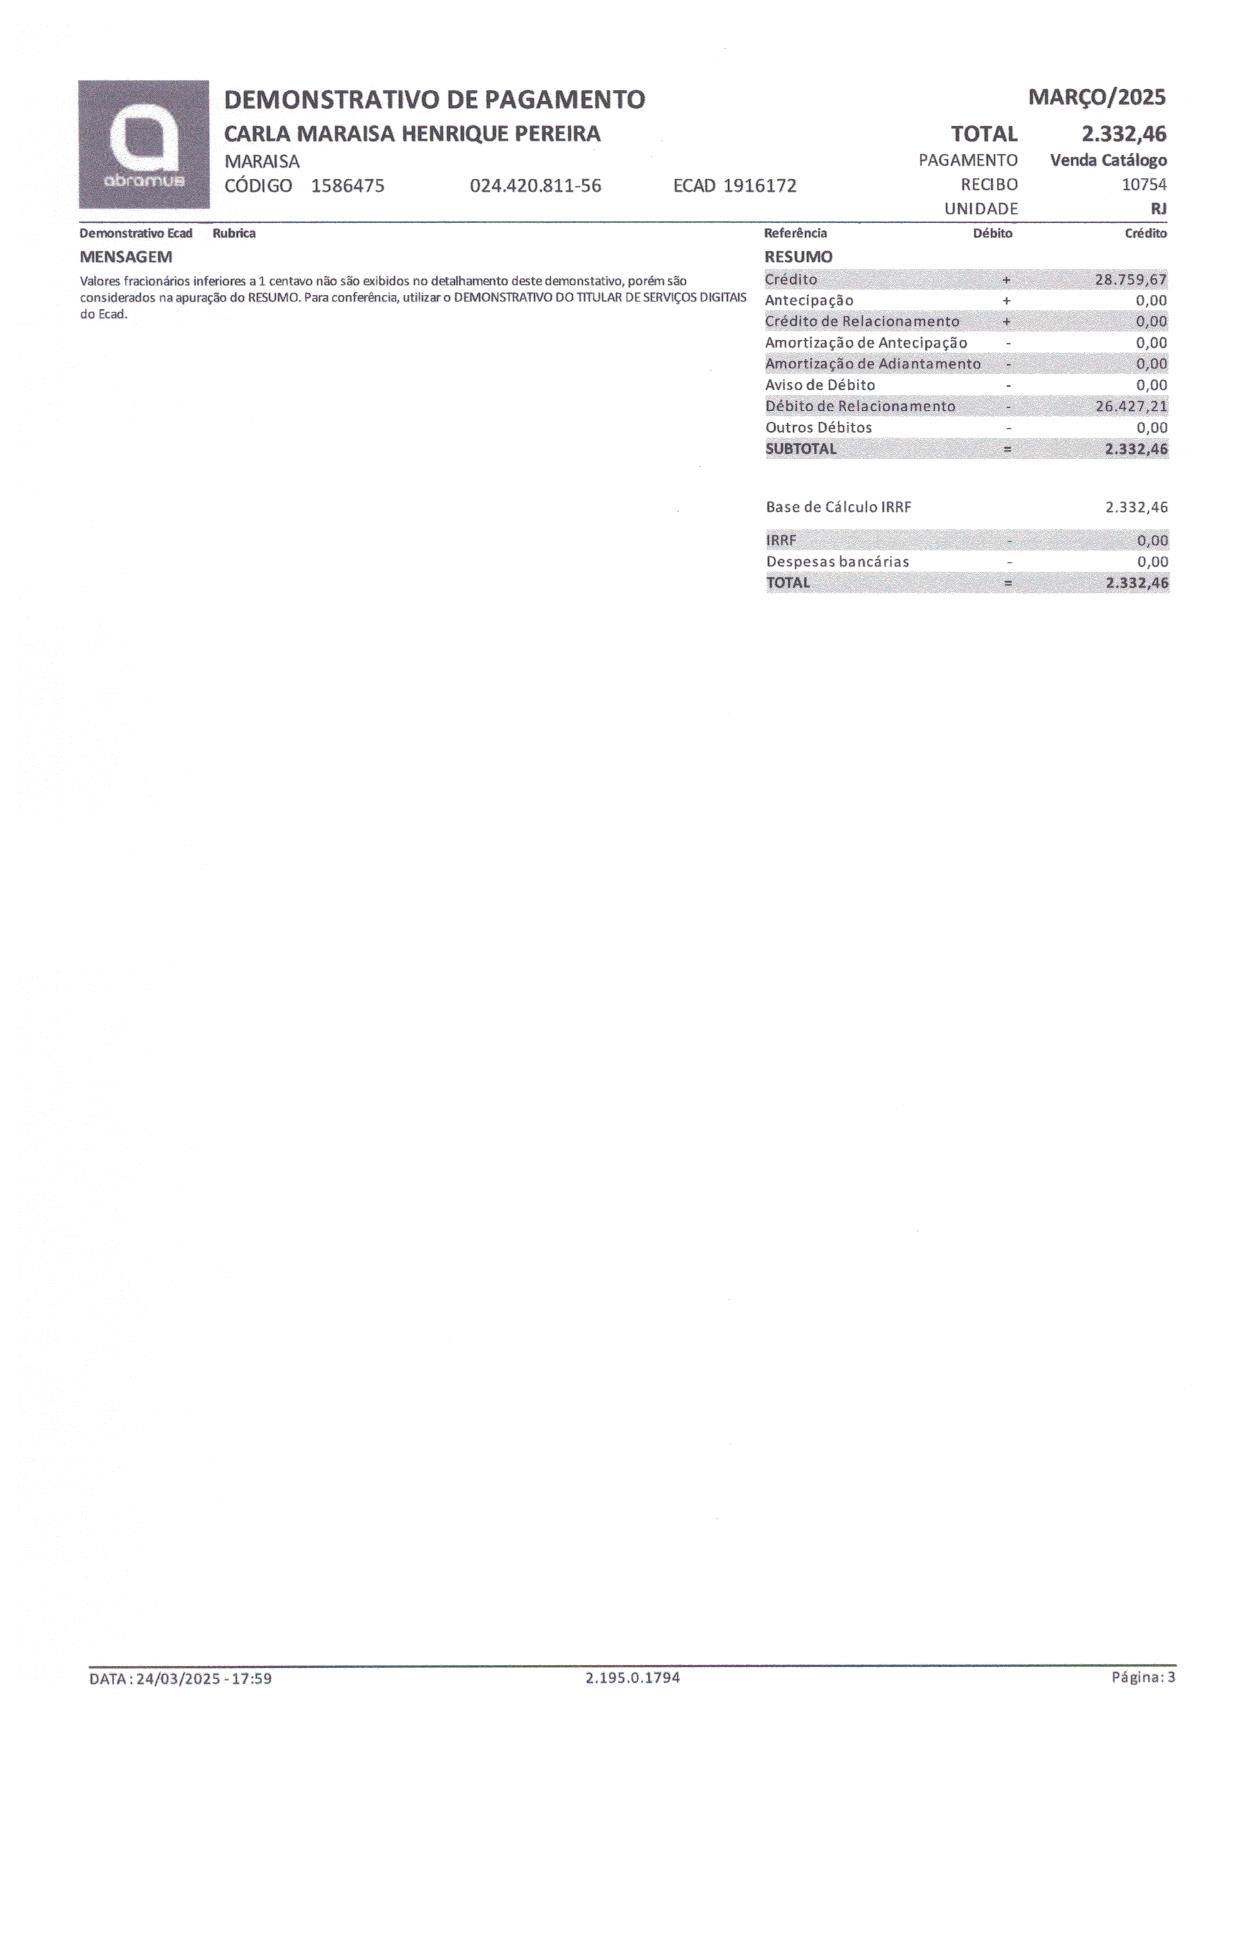 abramus
DEMONSTRATIVO DE PAGAMENTO MARÇO/2025
CARLA MARAISA HENRIQUE PEREIRA TOTAL 2.332,46
MARAISA PAGAMENTO Venda Catálogo
CÓDIGO 1586475 024.420.811-56 ECAD 1916172 RECIBO 10754
UNIDADE RJ
Demonstrativo Ecad Rubrica Referência Débito Crédito
MENSAGEM
Valores fracionários inferiores a 1 centavo não são exibidos no detalhamento deste demonstativo, porém são
considerados na apuração do RESUMO. Para conferência, utilizar o DEMONSTRATIVO DO TITULAR DE SERVIÇOS DIGITAIS
do Ecad.
RESUMO
Crédito + 28.759,67
Antecipação + 0,00
Crédito de Relacionamento + 0,00
Amortização de Antecipação - 0,00
Amortização de Adiantamento - 0,00
Aviso de Débito - 0,00
Débito de Relacionamento - 26.427,21
Outros Débitos - 0,00
SUBTOTAL = 2.332,46
Base de Cálculo IRRF 2.332,46
IRRF - 0,00
Despesas bancárias - 0,00
TOTAL = 2.332,46
DATA : 24/03/2025 - 17:59 2.195.0.1794 Página: 3